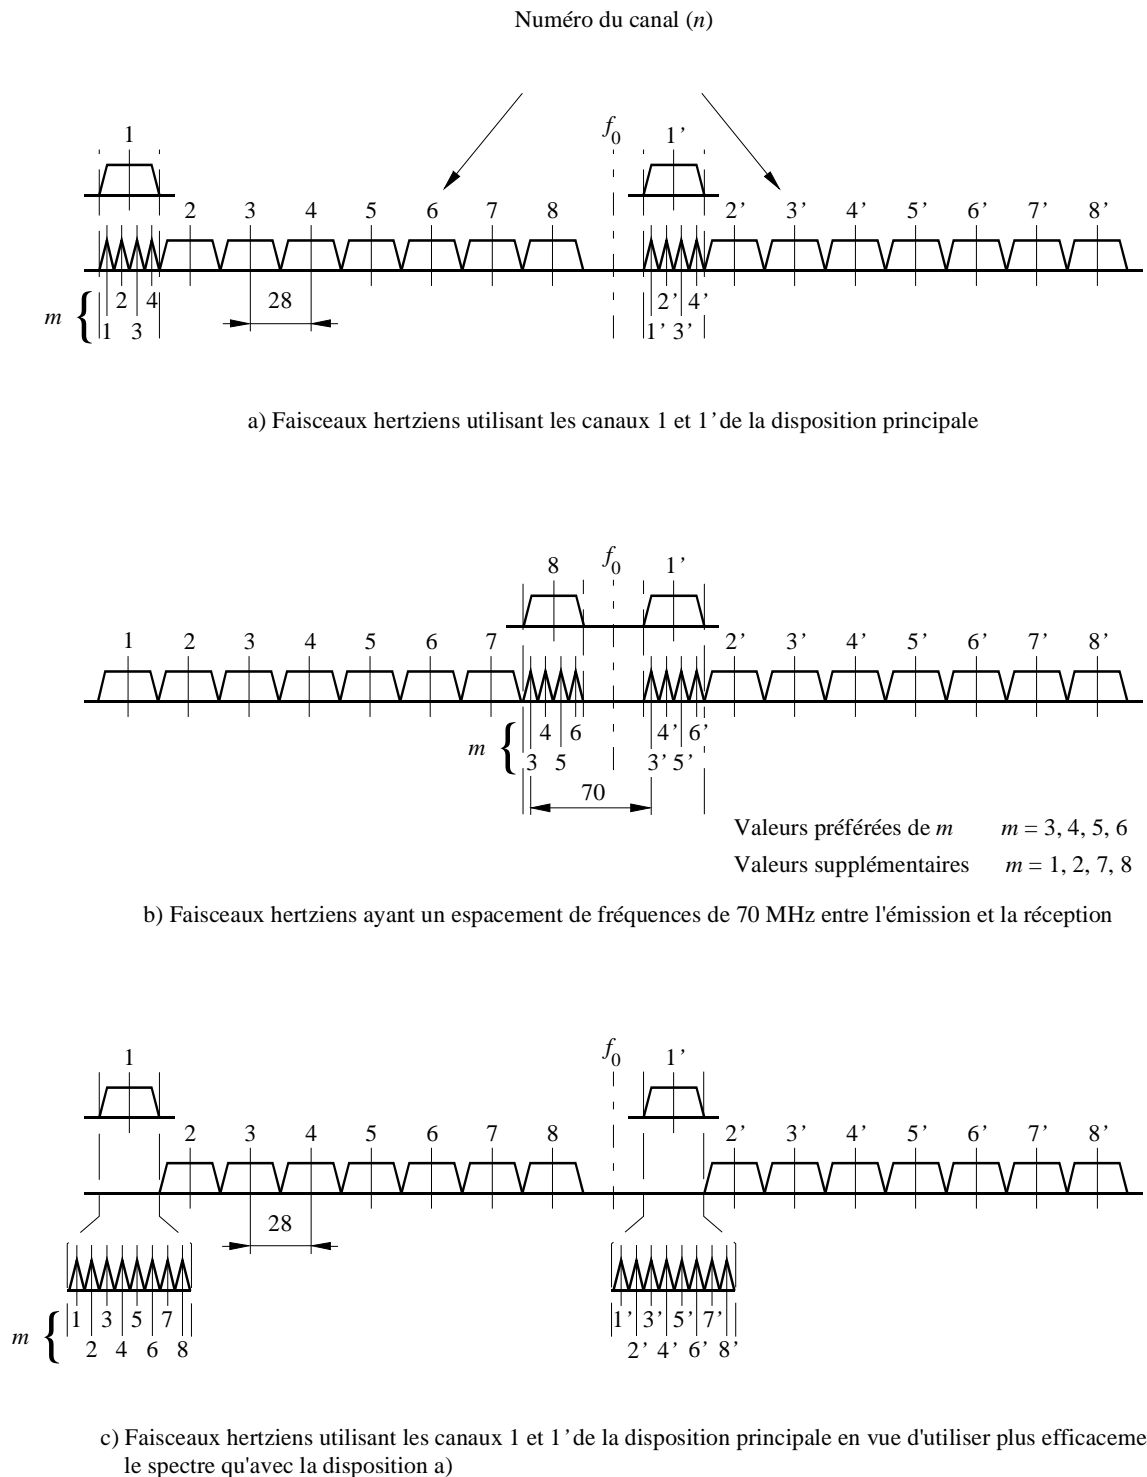 Numéro du canal (n)
f0
1 1’
2 3 4 5 6 7 8 2’ 3’ 4’ 5’ 6’ 7’ 8’
m { 2 4 28 2’ 4’
1 3 1’ 3’
a) Faisceaux hertziens utilisant les canaux 1 et 1’ de la disposition principale
8 f0 1’
1 2 3 4 5 6 7 2’ 3’ 4’ 5’ 6’ 7’ 8’
m { 4 6 4’ 6’
3 5 3’ 5’
70
Valeurs préférées de m m = 3, 4, 5, 6
Valeurs supplémentaires m = 1, 2, 7, 8
b) Faisceaux hertziens ayant un espacement de fréquences de 70 MHz entre l'émission et la réception
1 f0 1’
2 3 4 5 6 7 8 2’ 3’ 4’ 5’ 6’ 7’ 8’
28
m { 1 3 5 7 1’ 3’ 5’ 7’
2 4 6 8 2’ 4’ 6’ 8’
c) Faisceaux hertziens utilisant les canaux 1 et 1’ de la disposition principale en vue d'utiliser plus efficaceme
le spectre qu'avec la disposition a)